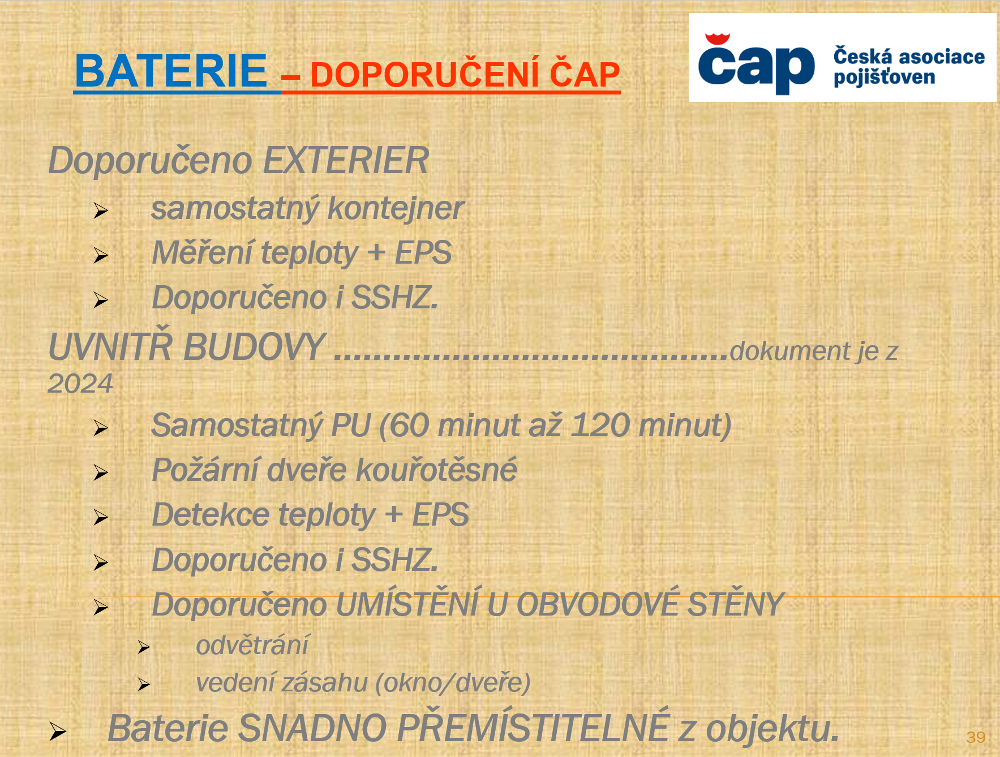 BATERIE – DOPORUČENÍ ČAP
čap
Česká asociace
pojišťoven
Doporučeno EXTERIER
samostatný kontejner
Měření teploty + EPS
Doporučeno i SSHZ.
UVNITŘ BUDOVY .......................................dokument je z
2024
Samostatný PU (60 minut až 120 minut)
Požární dveře kouřotěsné
Detekce teploty + EPS
Doporučeno i SSHZ.
Doporučeno UMÍSTĚNÍ U OBVODOVÉ STĚNY
odvětrání
vedení zásahu (okno/dveře)
Baterie SNADNO PŘEMÍSTITELNÉ z objektu.
39